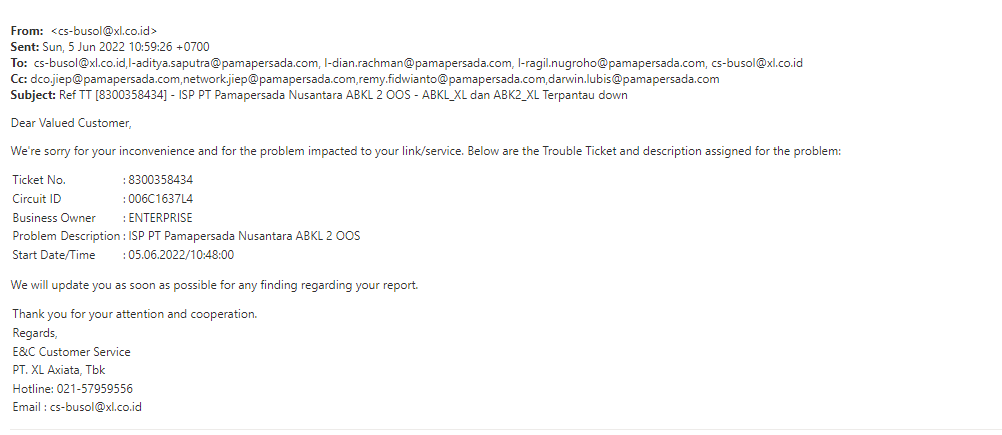 From: <cs-busol@xl.co.id>
Sent: Sun, 5 Jun 2022 10:59:26 +0700
To: cs-busol@xl.co.id,l-aditya.saputra@pamapersada.com, l-dian.rachman@pamapersada.com, l-ragil.nugroho@pamapersada.com, cs-busol@xl.co.id
Cc: dco.jiep@pamapersada.com,network.jiep@pamapersada.com,remy.fidwianto@pamapersada.com,darwin.lubis@pamapersada.com
Subject: Ref TT [8300358434] - ISP PT Pamapersada Nusantara ABKL 2 OOS - ABKL_XL dan ABK2_XL Terpantau down
Dear Valued Customer,
We're sorry for your inconvenience and for the problem impacted to your link/service. Below are the Trouble Ticket and description assigned for the problem:
Ticket No. : 8300358434
Circuit ID : 006C1637L4
Business Owner : ENTERPRISE
Problem Description : ISP PT Pamapersada Nusantara ABKL 2 OOS
Start Date/Time : 05.06.2022/10:48:00
We will update you as soon as possible for any finding regarding your report.
Thank you for your attention and cooperation.
Regards,
E&C Customer Service
PT. XL Axiata, Tbk
Hotline: 021-57959556
Email : cs-busol@xl.co.id